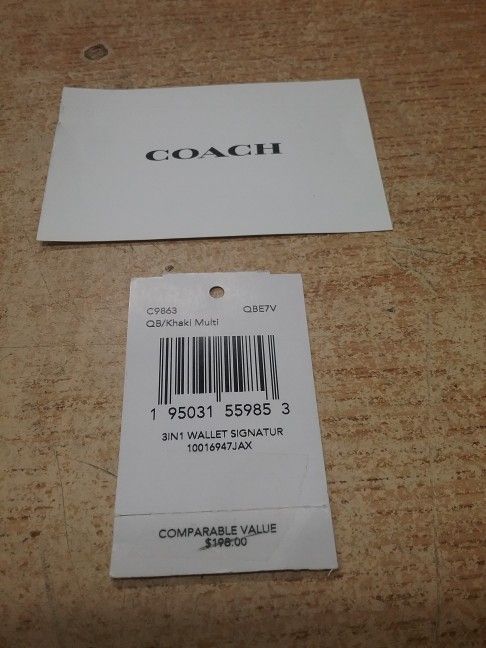 COACH
C9863 QBE7V
QB/Khaki Multi
1 95031 55985 3
3IN1 WALLET SIGNATUR
10016947JAX
COMPARABLE VALUE
$198.00